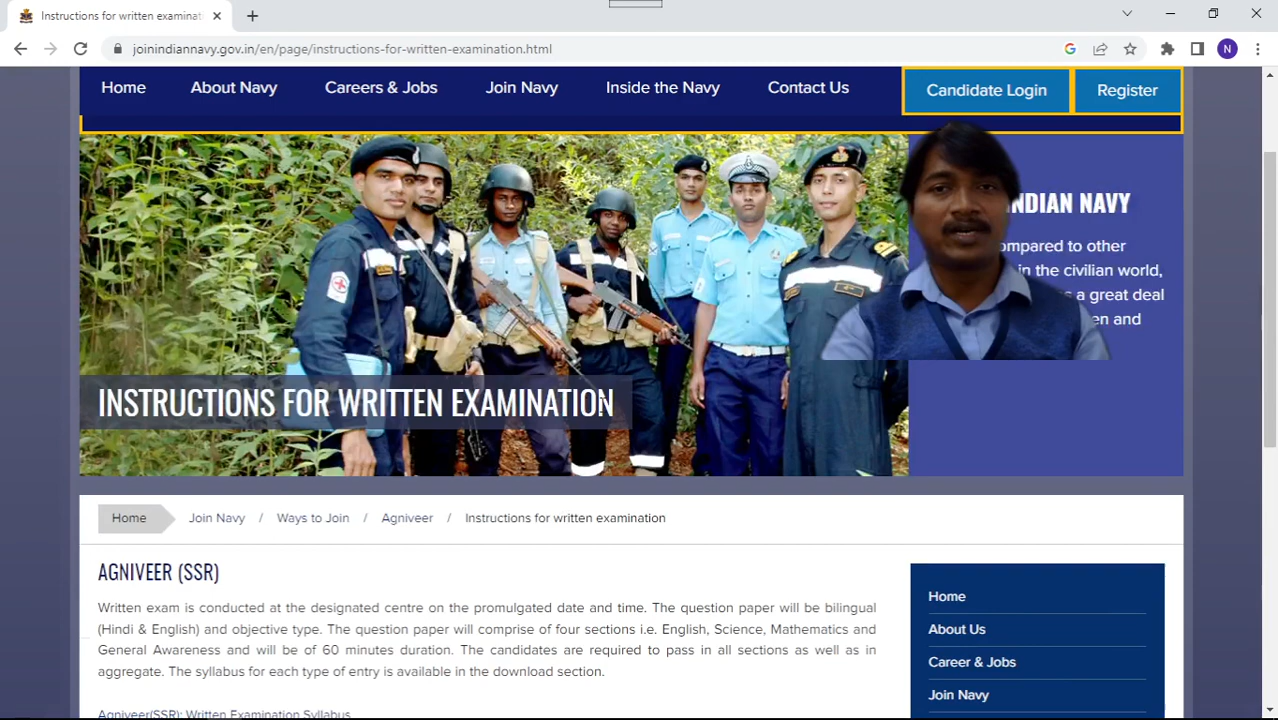 Instructions for written examinat
joinindiannavy.gov.in/en/page/instructions-for-written-examination.html
N
Home About Navy Careers & Jobs Join Navy Inside the Navy Contact Us Candidate Login Register
INDIAN NAVY
ompared to other
in the civilian world,
s a great deal
en and
INSTRUCTIONS FOR WRITTEN EXAMINATION
Home Join Navy / Ways to Join / Agniveer / Instructions for written examination
AGNIVEER (SSR)
Written exam is conducted at the designated centre on the promulgated date and time. The question paper will be bilingual
(Hindi & English) and objective type. The question paper will comprise of four sections i.e. English, Science, Mathematics and
General Awareness and will be of 60 minutes duration. The candidates are required to pass in all sections as well as in
aggregate. The syllabus for each type of entry is available in the download section.
Agniveer(SSR): Written Examination Syllabus
Home
About Us
Career & Jobs
Join Navy